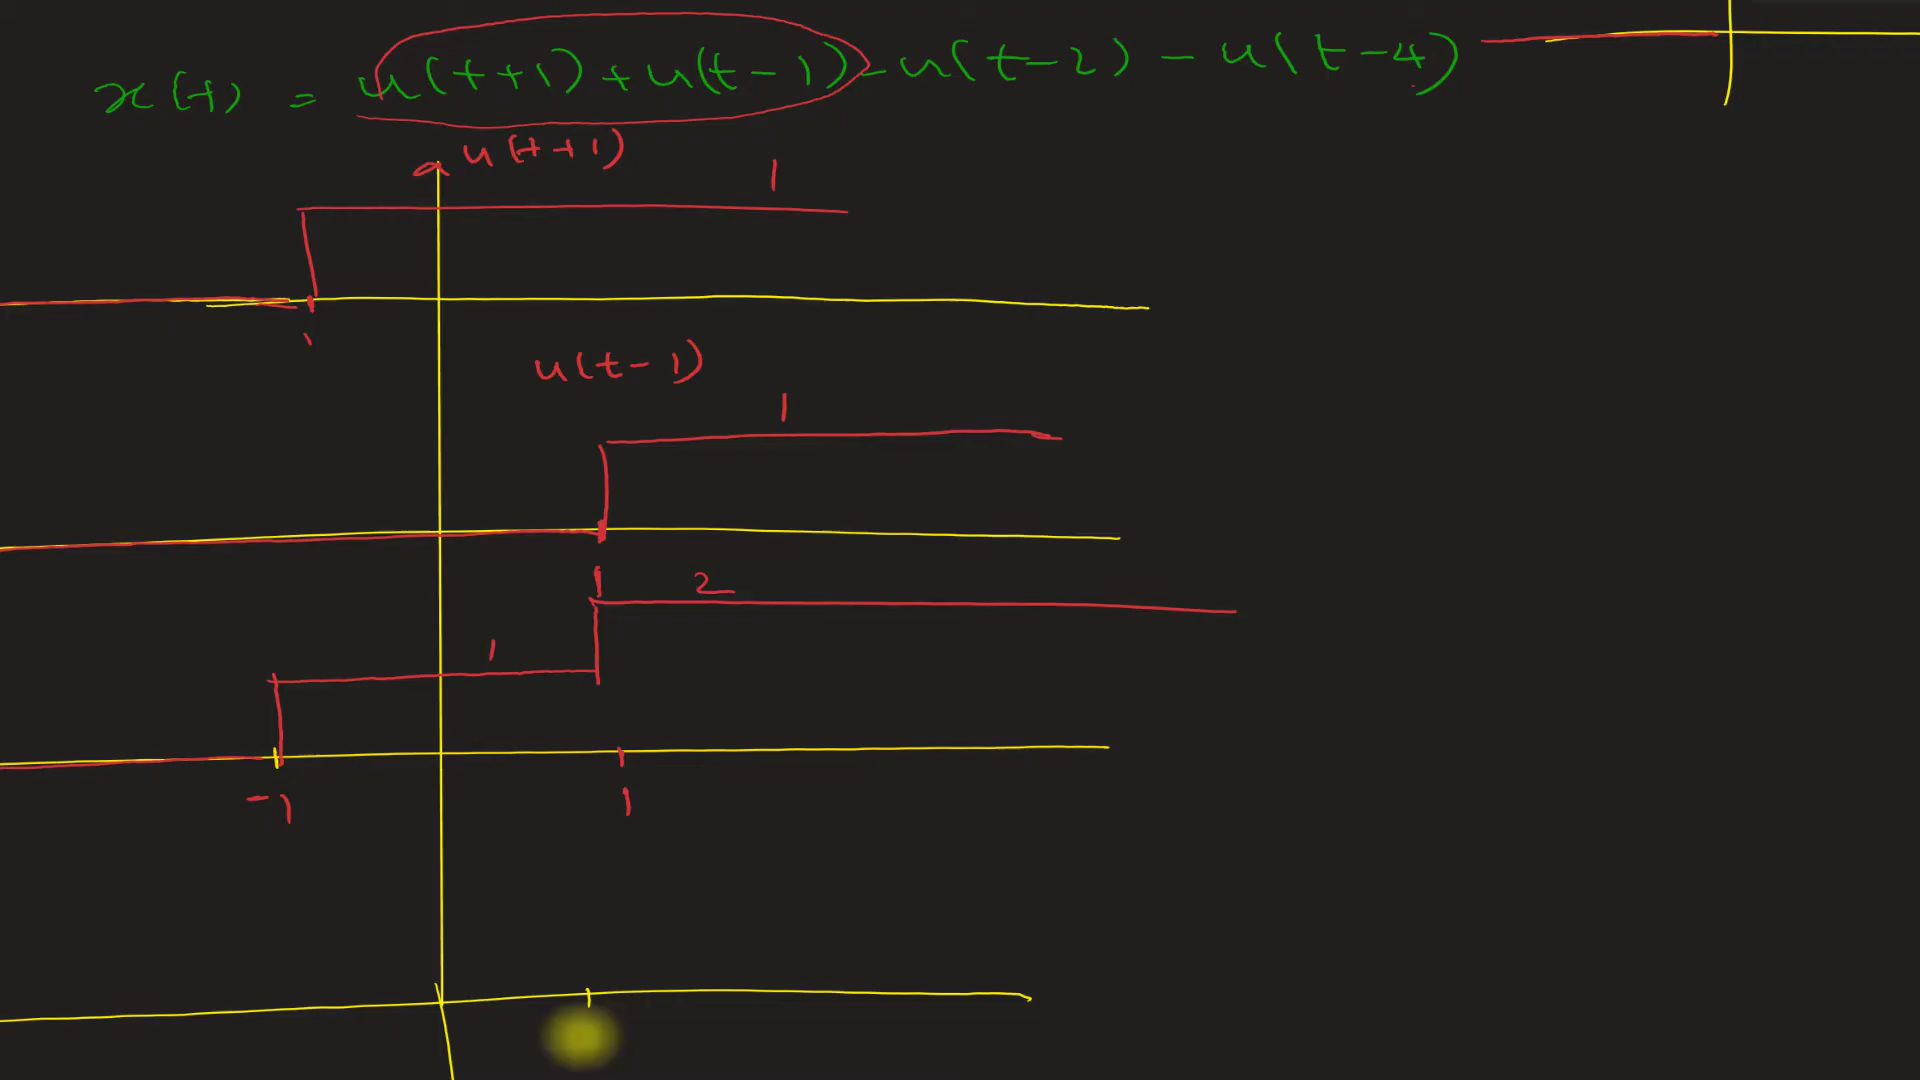 x(t) = u(t+1)+u(t-1)-u(t-2)-u(t-4)
u(t+1)
1
u(t-1)
1
2
1
-1
1